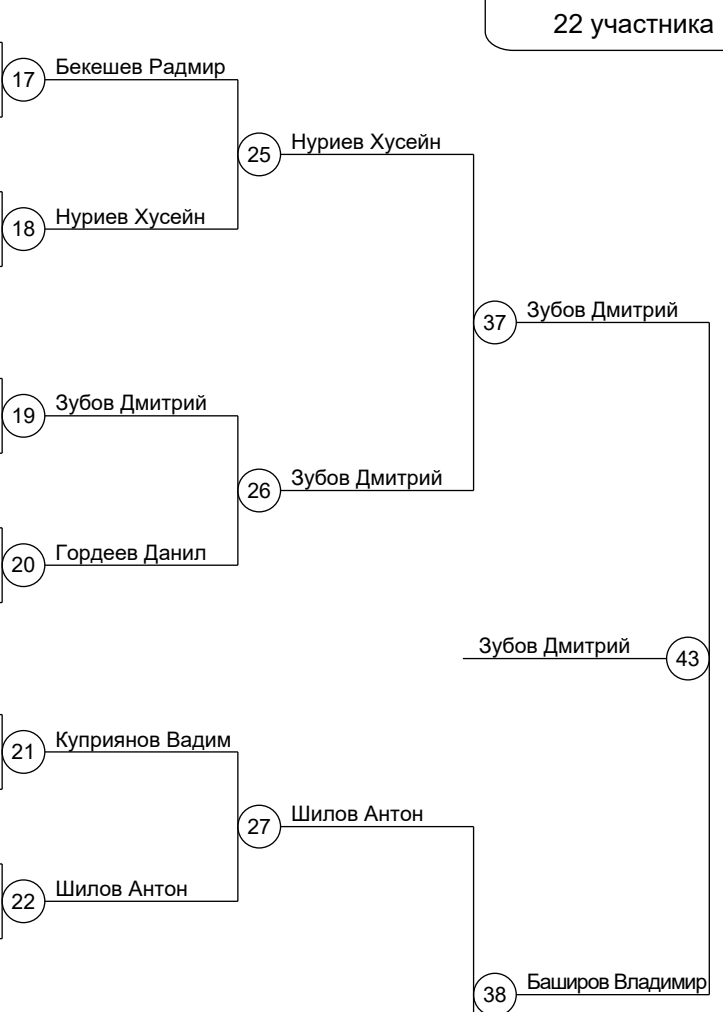 22 участника
17 Бекешев Радмир
25 Нуриев Хусейн
18 Нуриев Хусейн
37 Зубов Дмитрий
19 Зубов Дмитрий
26 Зубов Дмитрий
20 Гордеев Данил
Зубов Дмитрий 43
21 Куприянов Вадим
27 Шилов Антон
22 Шилов Антон
38 Баширов Владимир